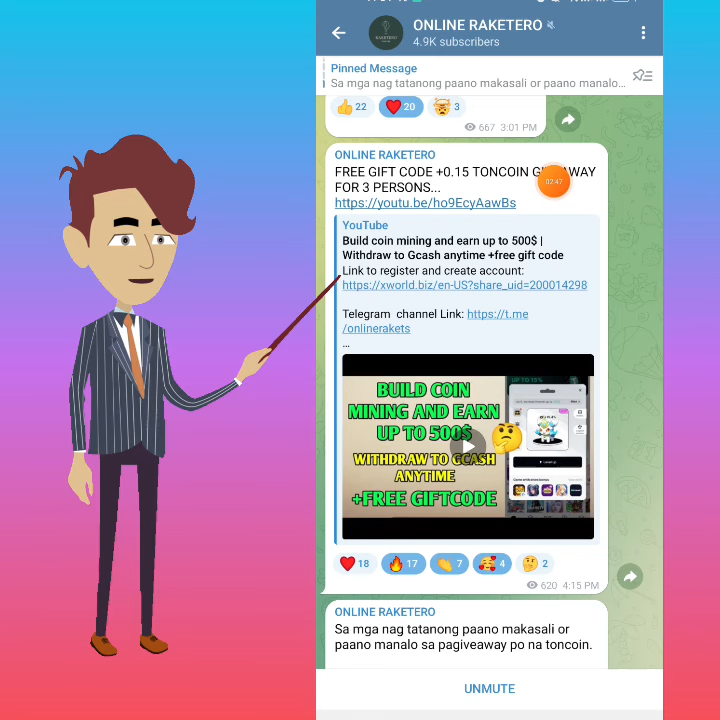 ONLINE RAKETERO
4.9K subscribers
Pinned Message
Sa mga nag tatanong paano makasali or paano manalo...
22
20
3
667 3:01 PM
ONLINE RAKETERO
FREE GIFT CODE +0.15 TONCOIN AWAY
FOR 3 PERSONS...
02:47
https://youtu.be/ho9EcyAawBs
YouTube
Build coin mining and earn up to 500$ |
Withdraw to Gcash anytime +free gift code
Link to register and create account:
https://xworld.biz/en-US?share_uid=200014298
Telegram channel Link: https://t.me
/onlinerakets
...
BUILD COIN
MINING AND EARN
UP TO 500$
WITHDRAW TO GCASH
ANYTIME
+FREE GIFTCODE
18
17
7
4
2
620 4:15 PM
ONLINE RAKETERO
Sa mga nag tatanong paano makasali or
paano manalo sa pagiveaway po na toncoin.
UNMUTE